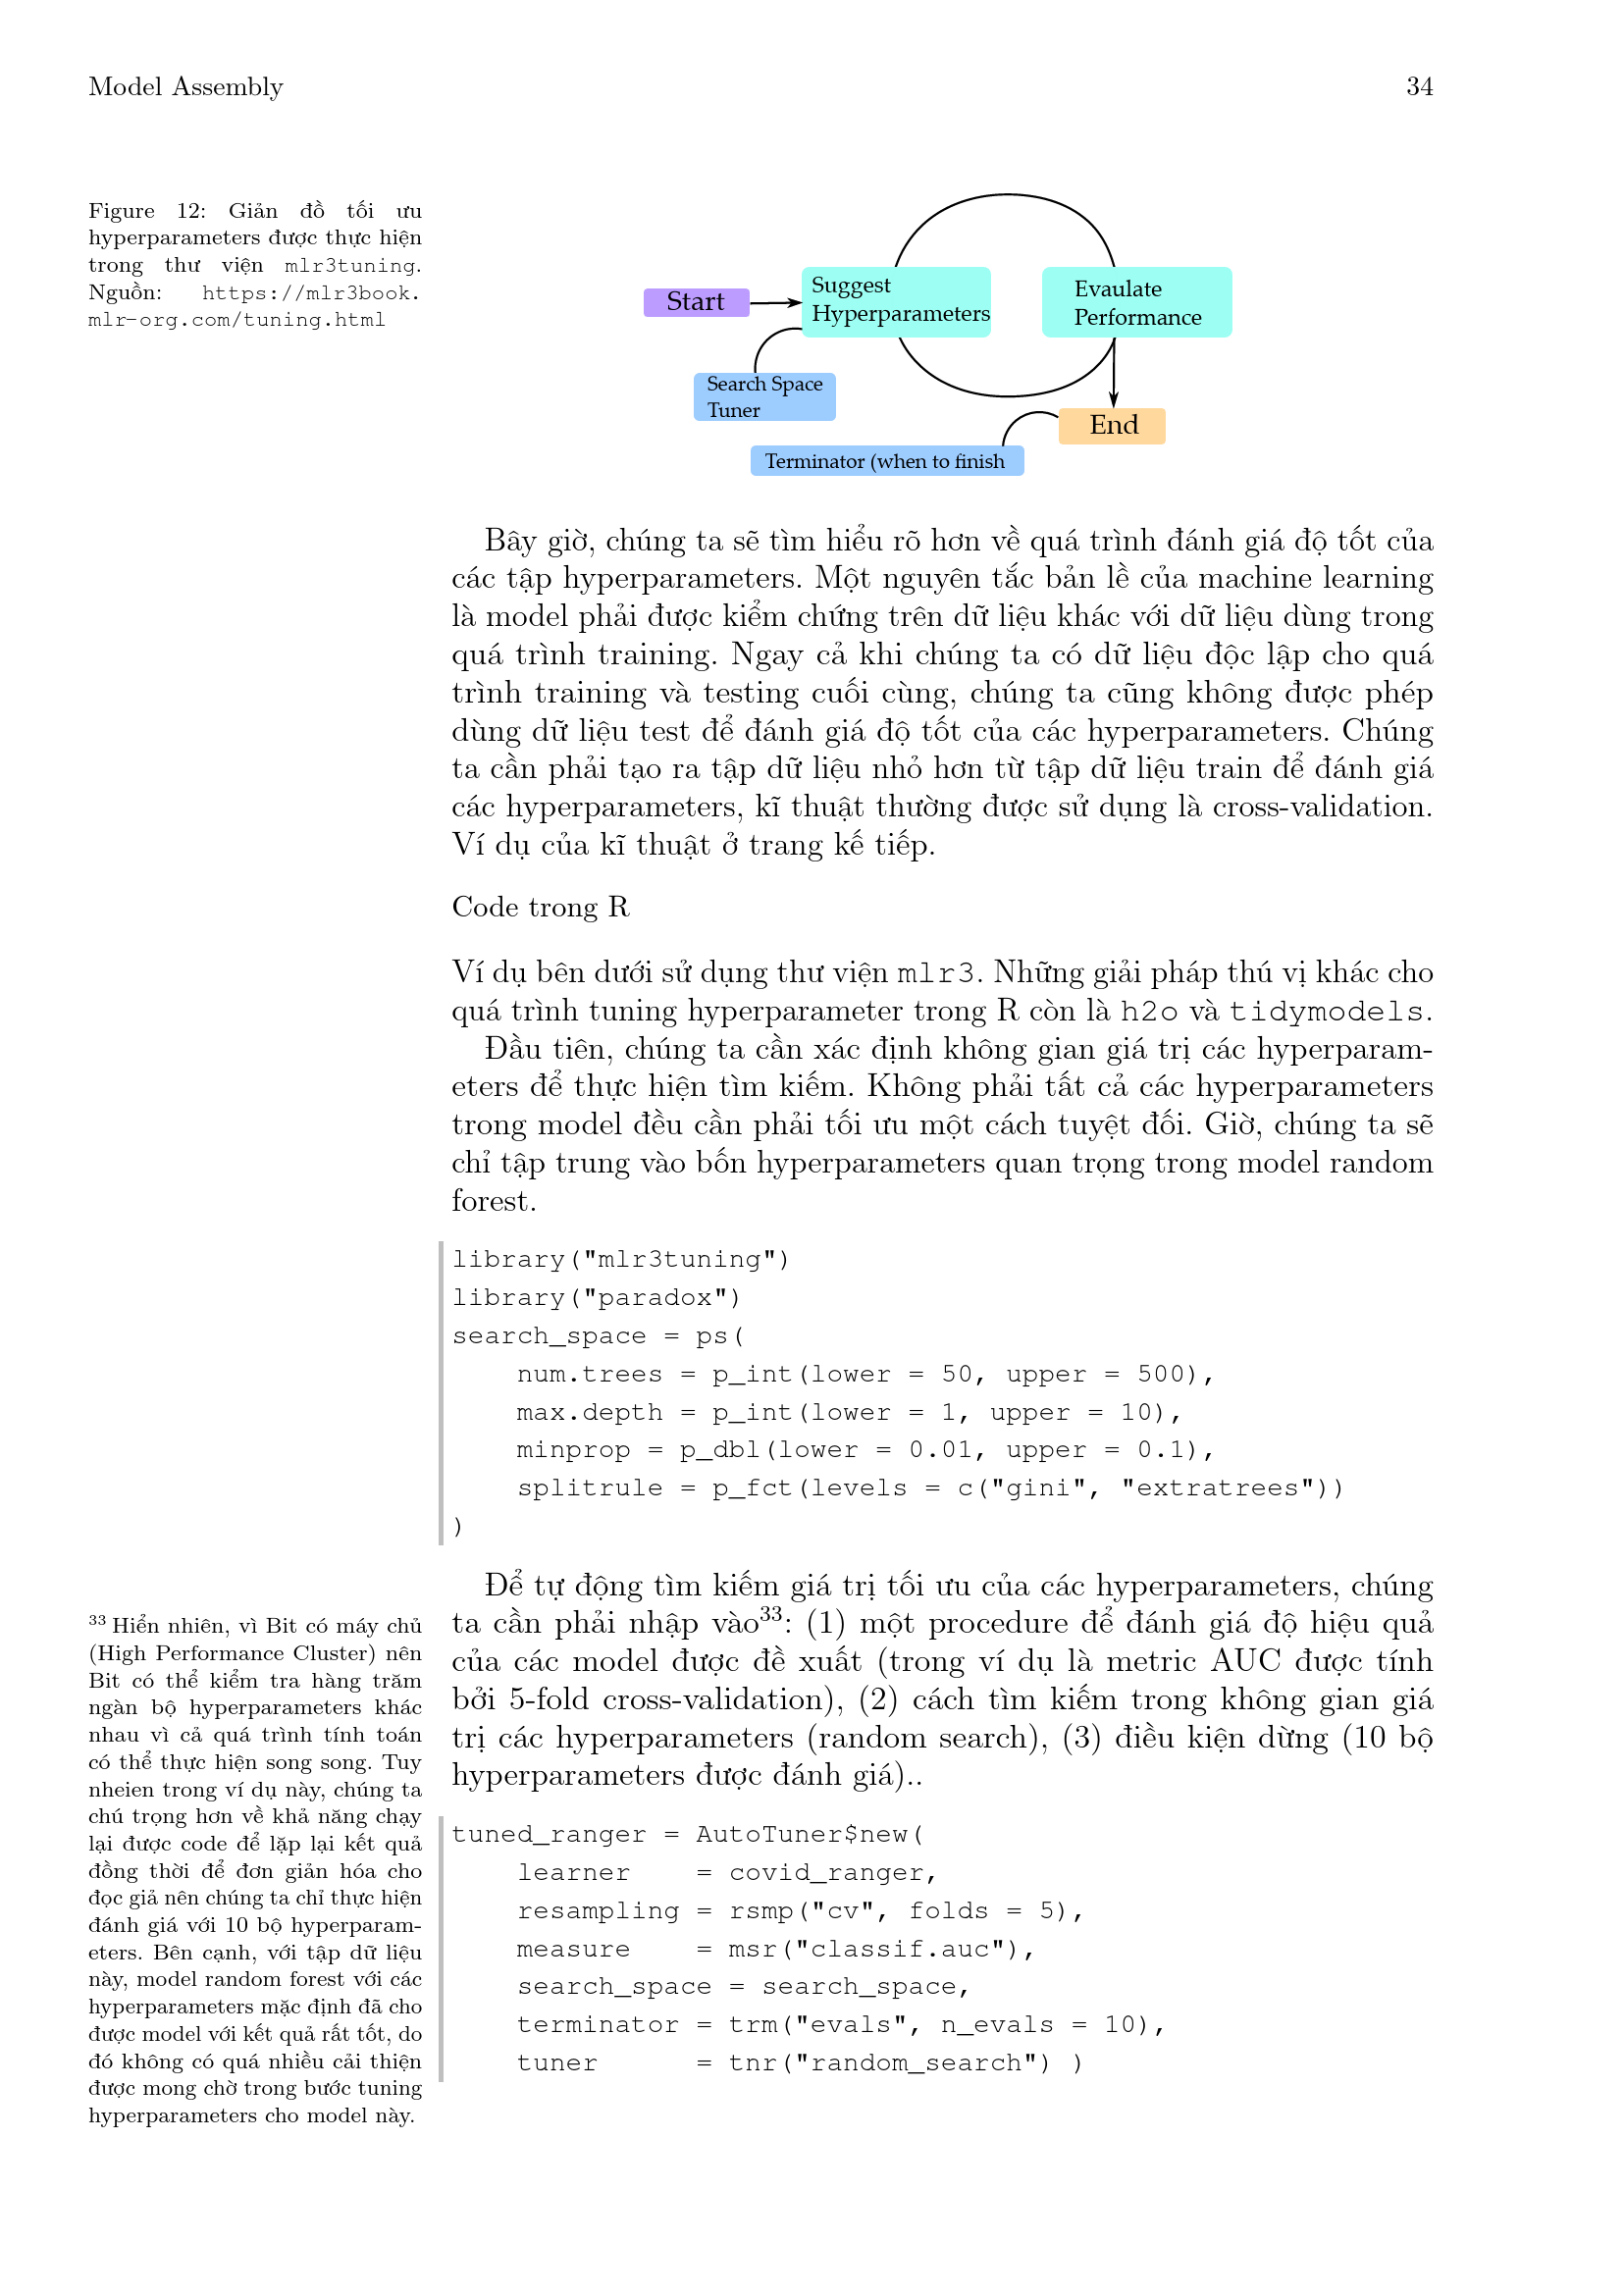 Model Assembly
34
Figure 12: Giản đồ tối ưu
hyperparameters được thực hiện
trong thư viện mlr3tuning.
Nguồn: https://mlr3book.
mlr-org.com/tuning.html
Start
Suggest
Hyperparameters
Evaulate
Performance
Search Space
Tuner
End
Terminator (when to finish
Bây giờ, chúng ta sẽ tìm hiểu rõ hơn về quá trình đánh giá độ tốt của
các tập hyperparameters. Một nguyên tắc bản lề của machine learning
là model phải được kiểm chứng trên dữ liệu khác với dữ liệu dùng trong
quá trình training. Ngay cả khi chúng ta có dữ liệu độc lập cho quá
trình training và testing cuối cùng, chúng ta cũng không được phép
dùng dữ liệu test để đánh giá độ tốt của các hyperparameters. Chúng
ta cần phải tạo ra tập dữ liệu nhỏ hơn từ tập dữ liệu train để đánh giá
các hyperparameters, kĩ thuật thường được sử dụng là cross-validation.
Ví dụ của kĩ thuật ở trang kế tiếp.
Code trong R
Ví dụ bên dưới sử dụng thư viện mlr3. Những giải pháp thú vị khác cho
quá trình tuning hyperparameter trong R còn là h2o và tidymodels.
Đầu tiên, chúng ta cần xác định không gian giá trị các hyperparam-
eters để thực hiện tìm kiếm. Không phải tất cả các hyperparameters
trong model đều cần phải tối ưu một cách tuyệt đối. Giờ, chúng ta sẽ
chỉ tập trung vào bốn hyperparameters quan trọng trong model random
forest.
library("mlr3tuning")
library("paradox")
search_space = ps(
    num.trees = p_int(lower = 50, upper = 500),
    max.depth = p_int(lower = 1, upper = 10),
    minprop = p_dbl(lower = 0.01, upper = 0.1),
    splitrule = p_fct(levels = c("gini", "extratrees"))
)
Để tự động tìm kiếm giá trị tối ưu của các hyperparameters, chúng
ta cần phải nhập vào33: (1) một procedure để đánh giá độ hiệu quả
của các model được đề xuất (trong ví dụ là metric AUC được tính
bởi 5-fold cross-validation), (2) cách tìm kiếm trong không gian giá
trị các hyperparameters (random search), (3) điều kiện dừng (10 bộ
hyperparameters được đánh giá)..
33 Hiển nhiên, vì Bit có máy chủ
(High Performance Cluster) nên
Bit có thể kiểm tra hàng trăm
ngàn bộ hyperparameters khác
nhau vì cả quá trình tính toán
có thể thực hiện song song. Tuy
nheien trong ví dụ này, chúng ta
chú trọng hơn về khả năng chạy
lại được code để lặp lại kết quả
đồng thời để đơn giản hóa cho
đọc giả nên chúng ta chỉ thực hiện
đánh giá với 10 bộ hyperparam-
eters. Bên cạnh, với tập dữ liệu
này, model random forest với các
hyperparameters mặc định đã cho
được model với kết quả rất tốt, do
đó không có quá nhiều cải thiện
được mong chờ trong bước tuning
hyperparameters cho model này.
tuned_ranger = AutoTuner$new(
    learner    = covid_ranger,
    resampling = rsmp("cv", folds = 5),
    measure    = msr("classif.auc"),
    search_space = search_space,
    terminator = trm("evals", n_evals = 10),
    tuner      = tnr("random_search") )